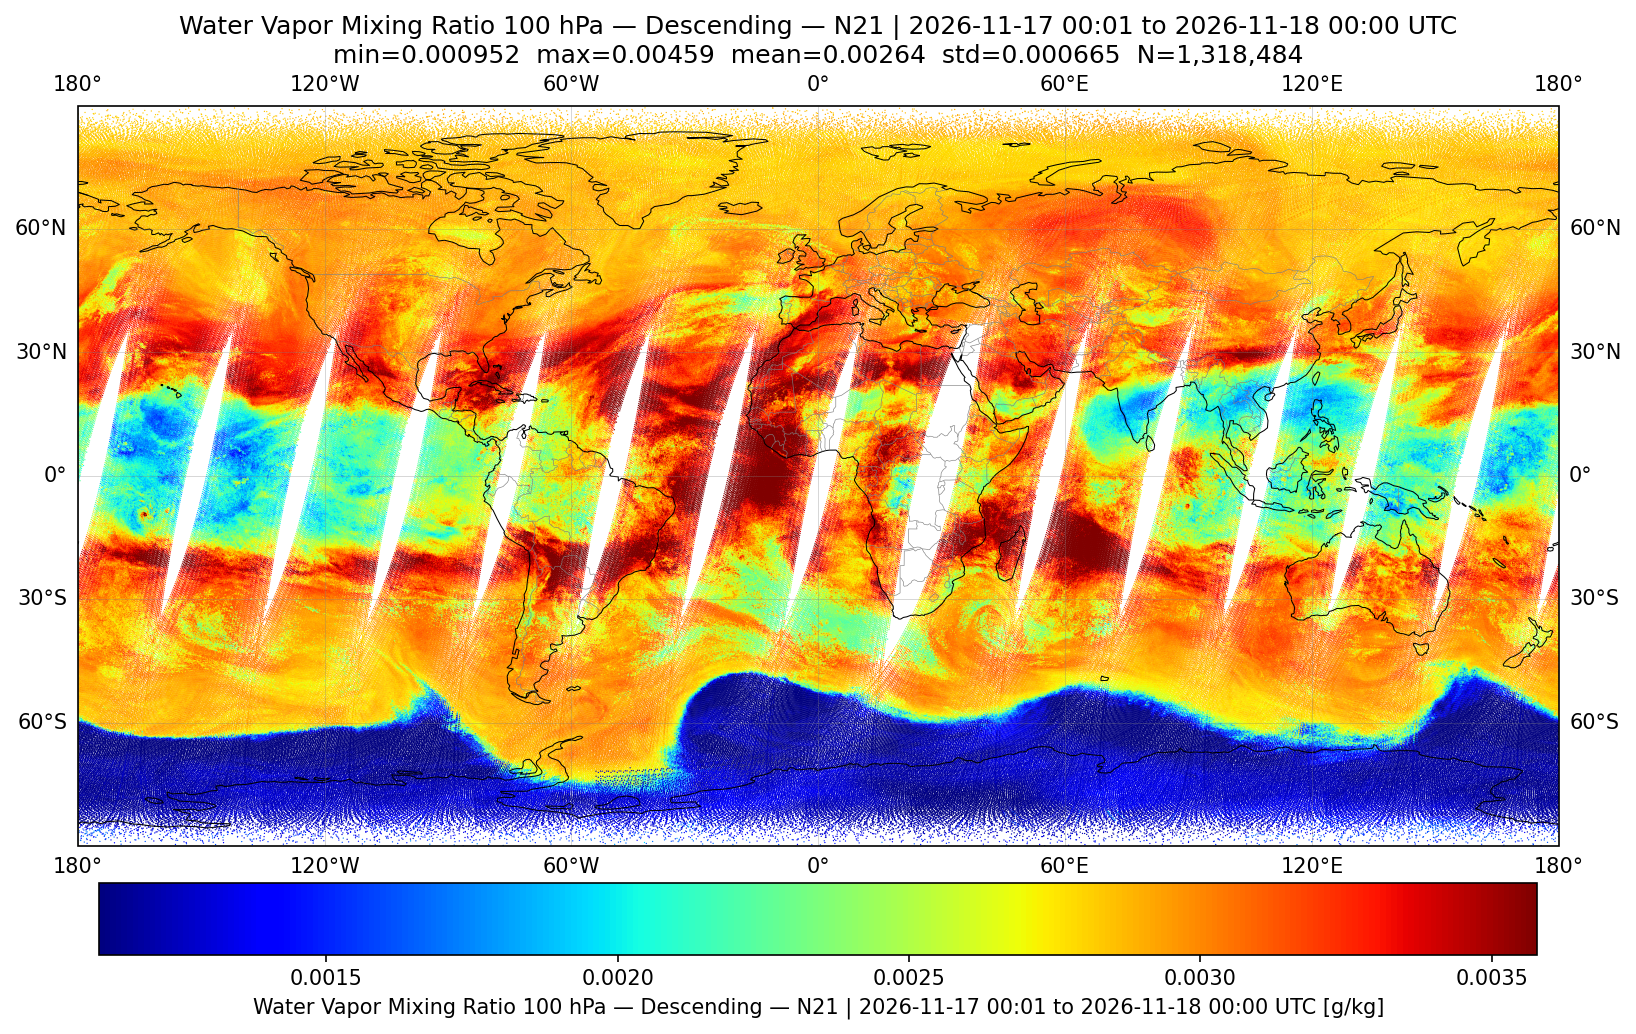 Water Vapor Mixing Ratio 100 hPa — Descending — N21 | 2026-11-17 00:01 to 2026-11-18 00:00 UTC
min=0.000952 max=0.00459 mean=0.00264 std=0.000665 N=1,318,484
180° 120°W 60°W 0° 60°E 120°E 180°
60°N 60°N
30°N 30°N
0° 0°
30°S 30°S
60°S 60°S
180° 120°W 60°W 0° 60°E 120°E 180°
0.0015 0.0020 0.0025 0.0030 0.0035
Water Vapor Mixing Ratio 100 hPa — Descending — N21 | 2026-11-17 00:01 to 2026-11-18 00:00 UTC [g/kg]